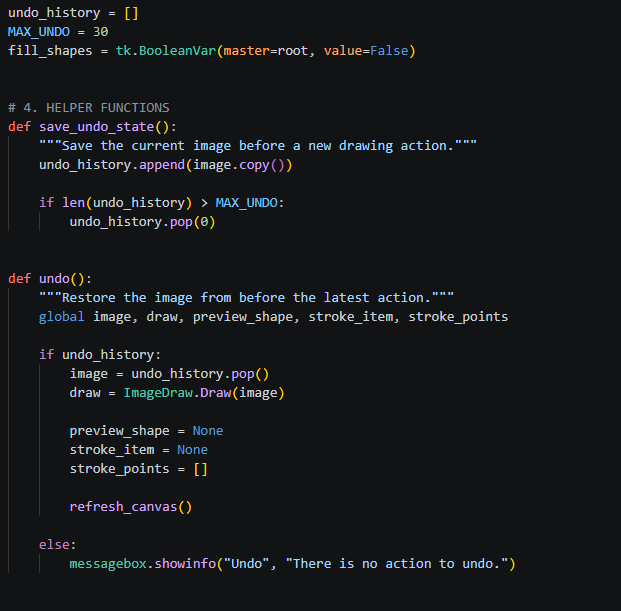 undo_history = []
MAX_UNDO = 30
fill_shapes = tk.BooleanVar(master=root, value=False)
# 4. HELPER FUNCTIONS
def save_undo_state():
    """Save the current image before a new drawing action."""
    undo_history.append(image.copy())
    if len(undo_history) > MAX_UNDO:
        undo_history.pop(0)
def undo():
    """Restore the image from before the latest action."""
    global image, draw, preview_shape, stroke_item, stroke_points
    if undo_history:
        image = undo_history.pop()
        draw = ImageDraw.Draw(image)
        preview_shape = None
        stroke_item = None
        stroke_points = []
        refresh_canvas()
    else:
        messagebox.showinfo("Undo", "There is no action to undo.")